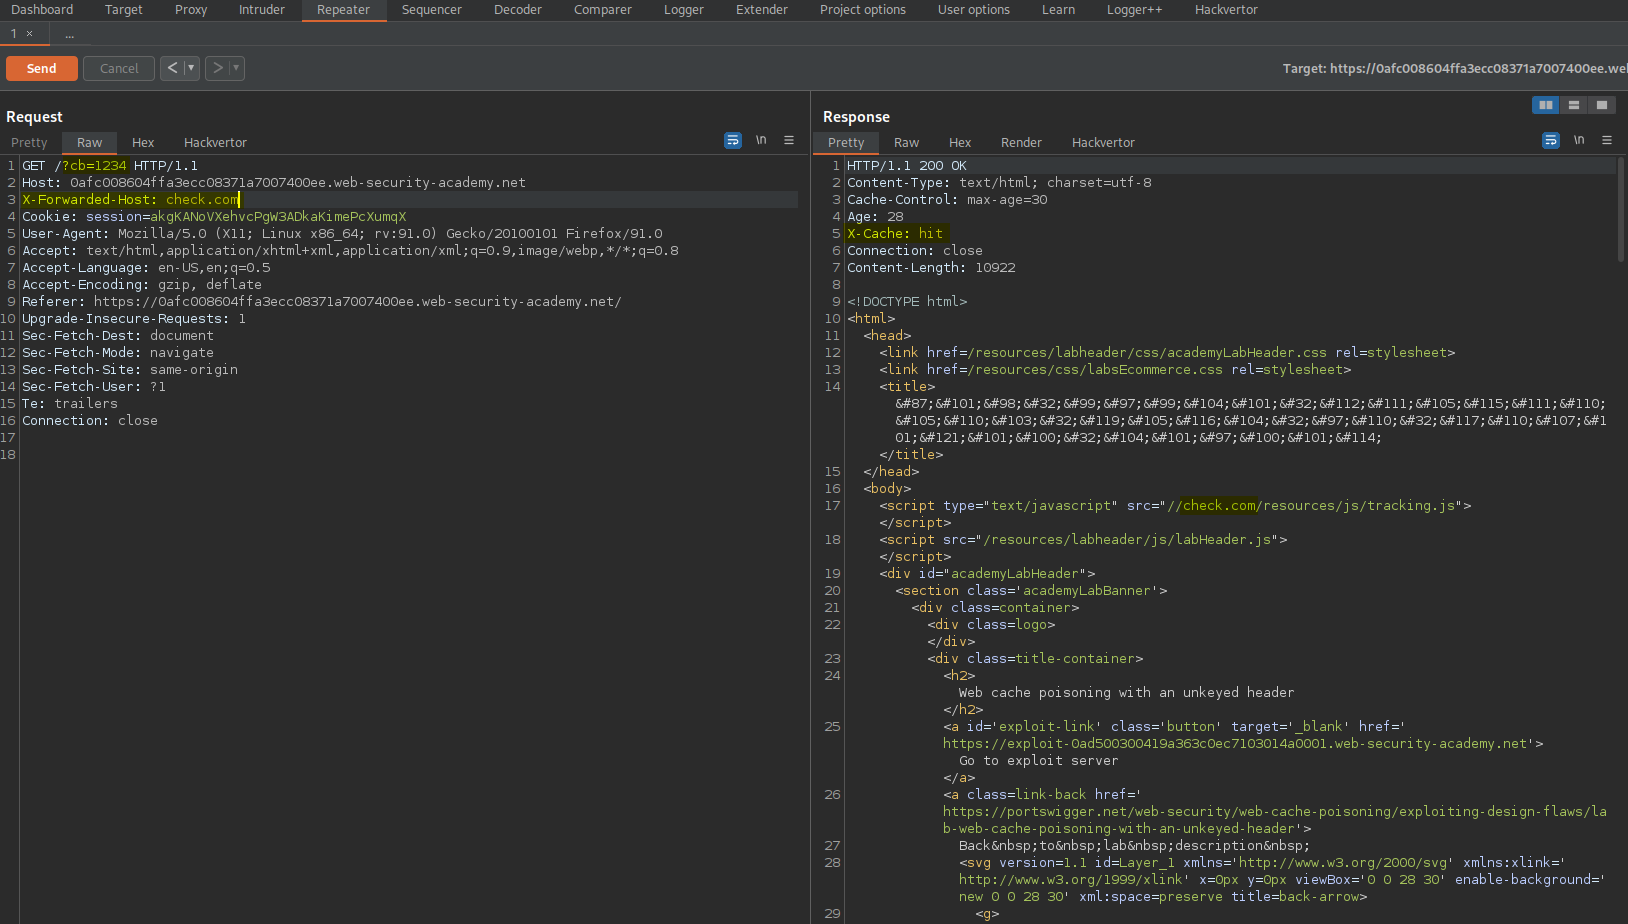 Dashboard Target Proxy Intruder Repeater Sequencer Decoder Comparer Logger Extender Project options User options Learn Logger++ Hackvertor
1 × ...
Send Cancel < > Target: https://0afc008604ffa3ecc08371a7007400ee.we
Request
Pretty Raw Hex Hackvertor \n
1 GET /?cb=1234 HTTP/1.1
2 Host: 0afc008604ffa3ecc08371a7007400ee.web-security-academy.net
3 X-Forwarded-Host: check.com
4 Cookie: session=akgKANoVXehvcPgW3ADkaKimePcXumqX
5 User-Agent: Mozilla/5.0 (X11; Linux x86_64; rv:91.0) Gecko/20100101 Firefox/91.0
6 Accept: text/html,application/xhtml+xml,application/xml;q=0.9,image/webp,*/*;q=0.8
7 Accept-Language: en-US,en;q=0.5
8 Accept-Encoding: gzip, deflate
9 Referer: https://0afc008604ffa3ecc08371a7007400ee.web-security-academy.net/
10 Upgrade-Insecure-Requests: 1
11 Sec-Fetch-Dest: document
12 Sec-Fetch-Mode: navigate
13 Sec-Fetch-Site: same-origin
14 Sec-Fetch-User: ?1
15 Te: trailers
16 Connection: close
17
18
Response
Pretty Raw Hex Render Hackvertor \n
1 HTTP/1.1 200 OK
2 Content-Type: text/html; charset=utf-8
3 Cache-Control: max-age=30
4 Age: 28
5 X-Cache: hit
6 Connection: close
7 Content-Length: 10922
8
9 <!DOCTYPE html>
10 <html>
11 <head>
12 <link href=/resources/labheader/css/academyLabHeader.css rel=stylesheet>
13 <link href=/resources/css/labsEcommerce.css rel=stylesheet>
14 <title>
&#87;&#101;&#98;&#32;&#99;&#97;&#99;&#104;&#101;&#32;&#112;&#111;&#105;&#115;&#111;&#110;
&#105;&#110;&#103;&#32;&#119;&#105;&#116;&#104;&#32;&#97;&#110;&#32;&#117;&#110;&#107;&#1
01;&#121;&#101;&#100;&#32;&#104;&#101;&#97;&#100;&#101;&#114;
</title>
15 </head>
16 <body>
17 <script type="text/javascript" src="//check.com/resources/js/tracking.js">
</script>
18 <script src="/resources/labheader/js/labHeader.js">
</script>
19 <div id="academyLabHeader">
20 <section class='academyLabBanner'>
21 <div class=container>
22 <div class=logo>
</div>
23 <div class=title-container>
24 <h2>
Web cache poisoning with an unkeyed header
</h2>
25 <a id='exploit-link' class='button' target='_blank' href='
https://exploit-0ad500300419a363c0ec7103014a0001.web-security-academy.net'>
Go to exploit server
</a>
26 <a class=link-back href='
https://portswigger.net/web-security/web-cache-poisoning/exploiting-design-flaws/la
b-web-cache-poisoning-with-an-unkeyed-header'>
27 Back&nbsp;to&nbsp;lab&nbsp;description&nbsp;
28 <svg version=1.1 id=Layer_1 xmlns='http://www.w3.org/2000/svg' xmlns:xlink='
http://www.w3.org/1999/xlink' x=0px y=0px viewBox='0 0 28 30' enable-background='
new 0 0 28 30' xml:space=preserve title=back-arrow>
29 <g>